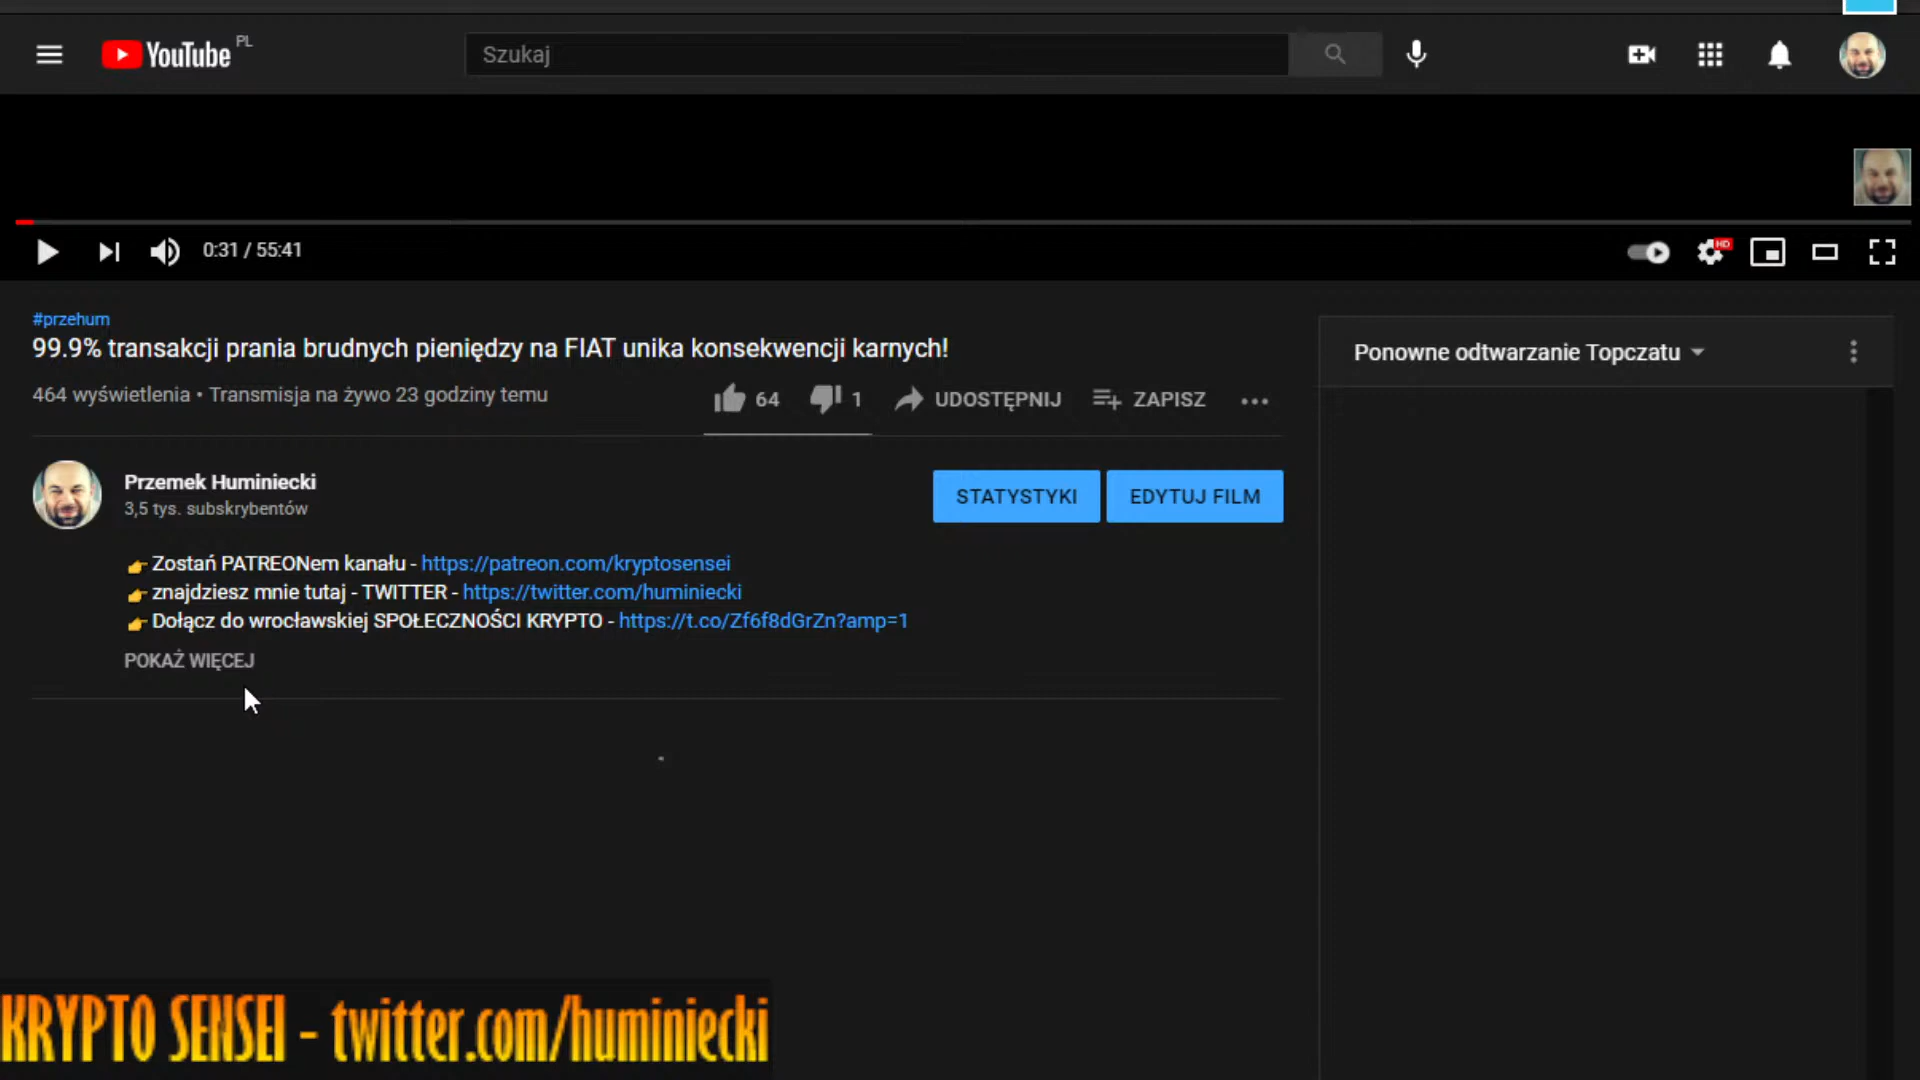 YouTube PL
Szukaj
0:31 / 55:41
HD
#przehum
99.9% transakcji prania brudnych pieniędzy na FIAT unika konsekwencji karnych!
464 wyświetlenia • Transmisja na żywo 23 godziny temu
64
1
UDOSTĘPNIJ
ZAPISZ
Ponowne odtwarzanie Topczatu
Przemek Huminiecki
3,5 tys. subskrybentów
STATYSTYKI
EDYTUJ FILM
👉 Zostań PATREONem kanału - https://patreon.com/kryptosensei
👉 znajdziesz mnie tutaj - TWITTER - https://twitter.com/huminiecki
👉 Dołącz do wrocławskiej SPOŁECZNOŚCI KRYPTO - https://t.co/Zf6f8dGrZn?amp=1
POKAŻ WIĘCEJ
KRYPTO SENSEI - twitter.com/huminiecki